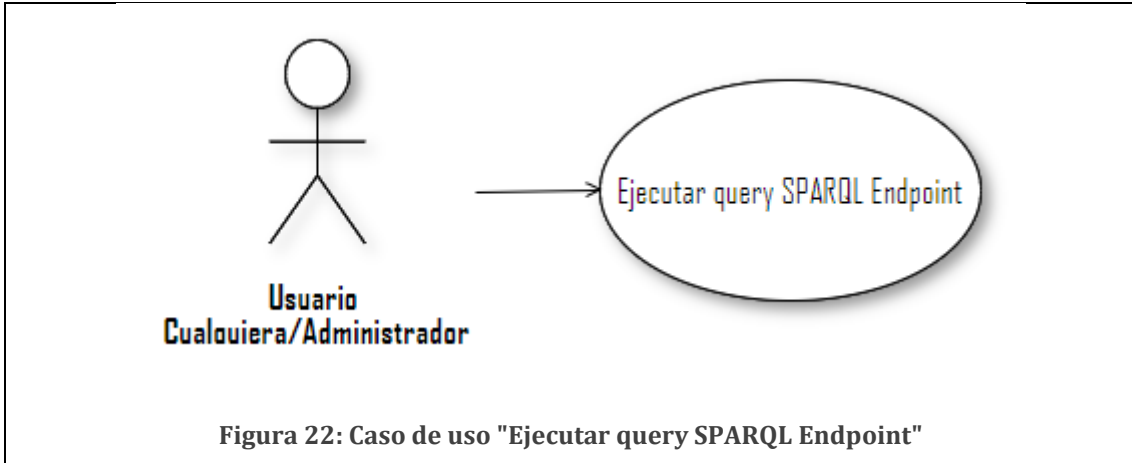 Ejecutar query SPARQL Endpoint
Usuario
Cualquiera/Administrador
Figura 22: Caso de uso "Ejecutar query SPARQL Endpoint"